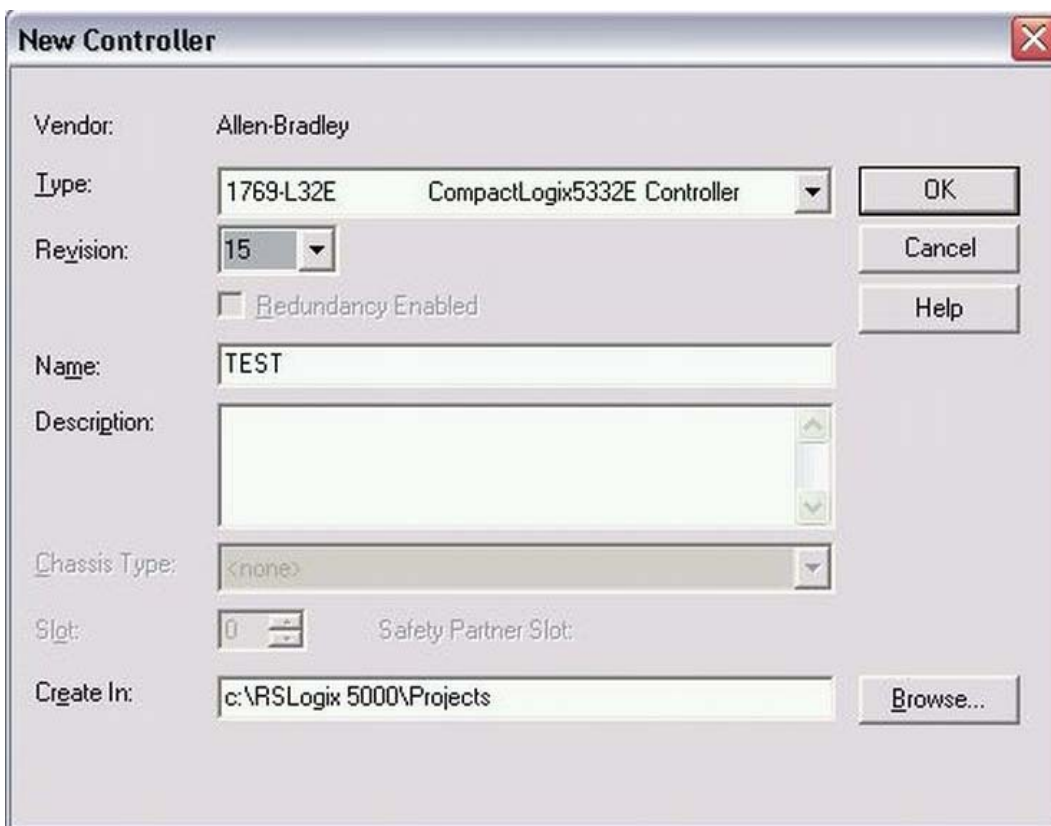 New Controller
Vendor: Allen-Bradley
Type: 1769-L32E CompactLogix5332E Controller OK
Revision: 15 Cancel
Redundancy Enabled Help
Name: TEST
Description:
Chassis Type: <none>
Slot: 0 Safety Partner Slot:
Create In: c:\RSLogix 5000\Projects Browse...